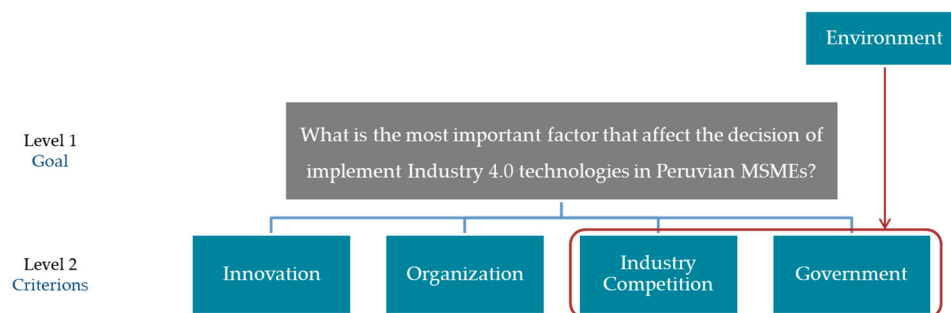 Environment
Level 1
Goal
What is the most important factor that affect the decision of
implement Industry 4.0 technologies in Peruvian MSMEs?
Level 2
Criterions
Innovation
Organization
Industry
Competition
Government